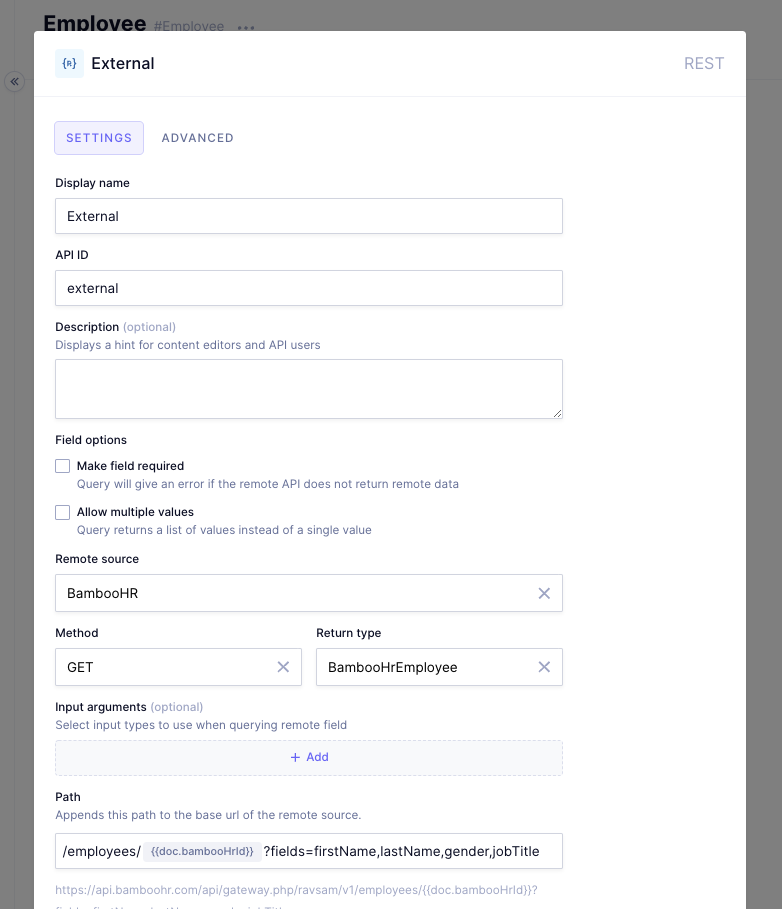 Employee #Employee ...
{R} External REST
SETTINGS ADVANCED
Display name
External
API ID
external
Description (optional)
Displays a hint for content editors and API users
Field options
Make field required
Query will give an error if the remote API does not return remote data
Allow multiple values
Query returns a list of values instead of a single value
Remote source
BambooHR
Method Return type
GET BambooHrEmployee
Input arguments (optional)
Select input types to use when querying remote field
+ Add
Path
Appends this path to the base url of the remote source.
/employees/ {{doc.bambooHrId}} ?fields=firstName,lastName,gender,jobTitle
https://api.bamboohr.com/api/gateway.php/ravsam/v1/employees/{{doc.bambooHrId}}?